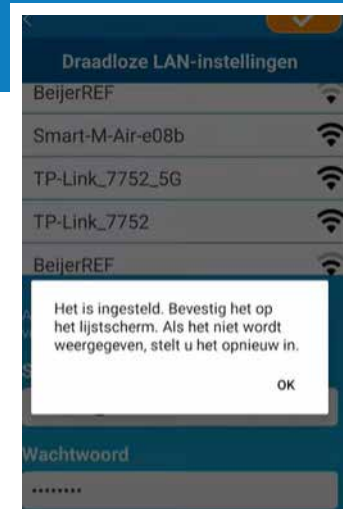 Draadloze LAN-instellingen
BeijerREF
Smart-M-Air-e08b
TP-Link_7752_5G
TP-Link_7752
BeijerREF
Het is ingesteld. Bevestig het op
het lijstscherm. Als het niet wordt
weergegeven, stelt u het opnieuw in.
OK
Wachtwoord
••••••••